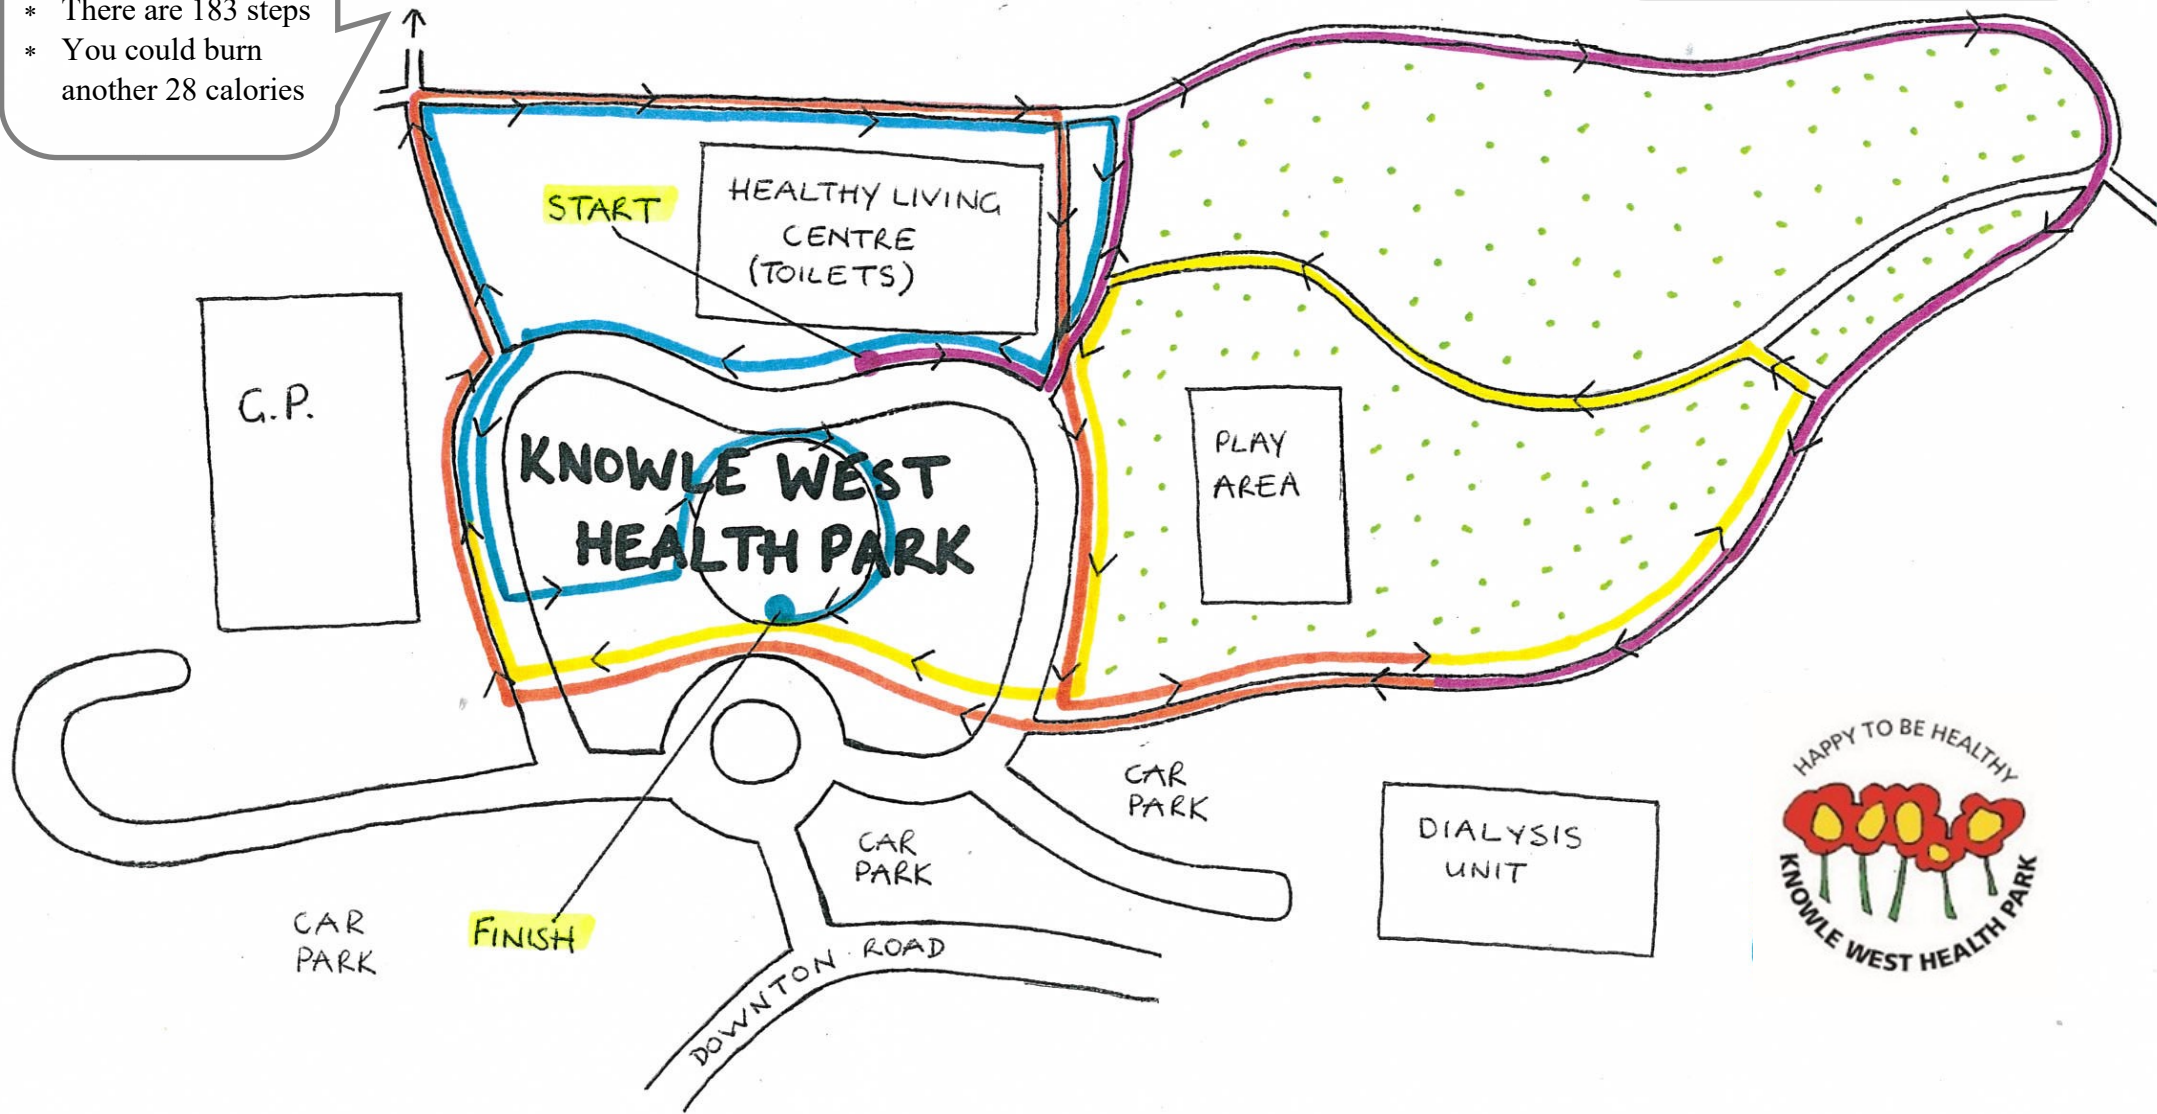 * There are 183 steps
* You could burn
another 28 calories
START
HEALTHY LIVING
CENTRE
(TOILETS)
G.P.
KNOWLE WEST
HEALTH PARK
PLAY
AREA
CAR
PARK
CAR
PARK
DIALYSIS
UNIT
CAR
PARK
FINISH
DOWNTON ROAD
HAPPY TO BE HEALTHY
KNOWLE WEST HEALTH PARK